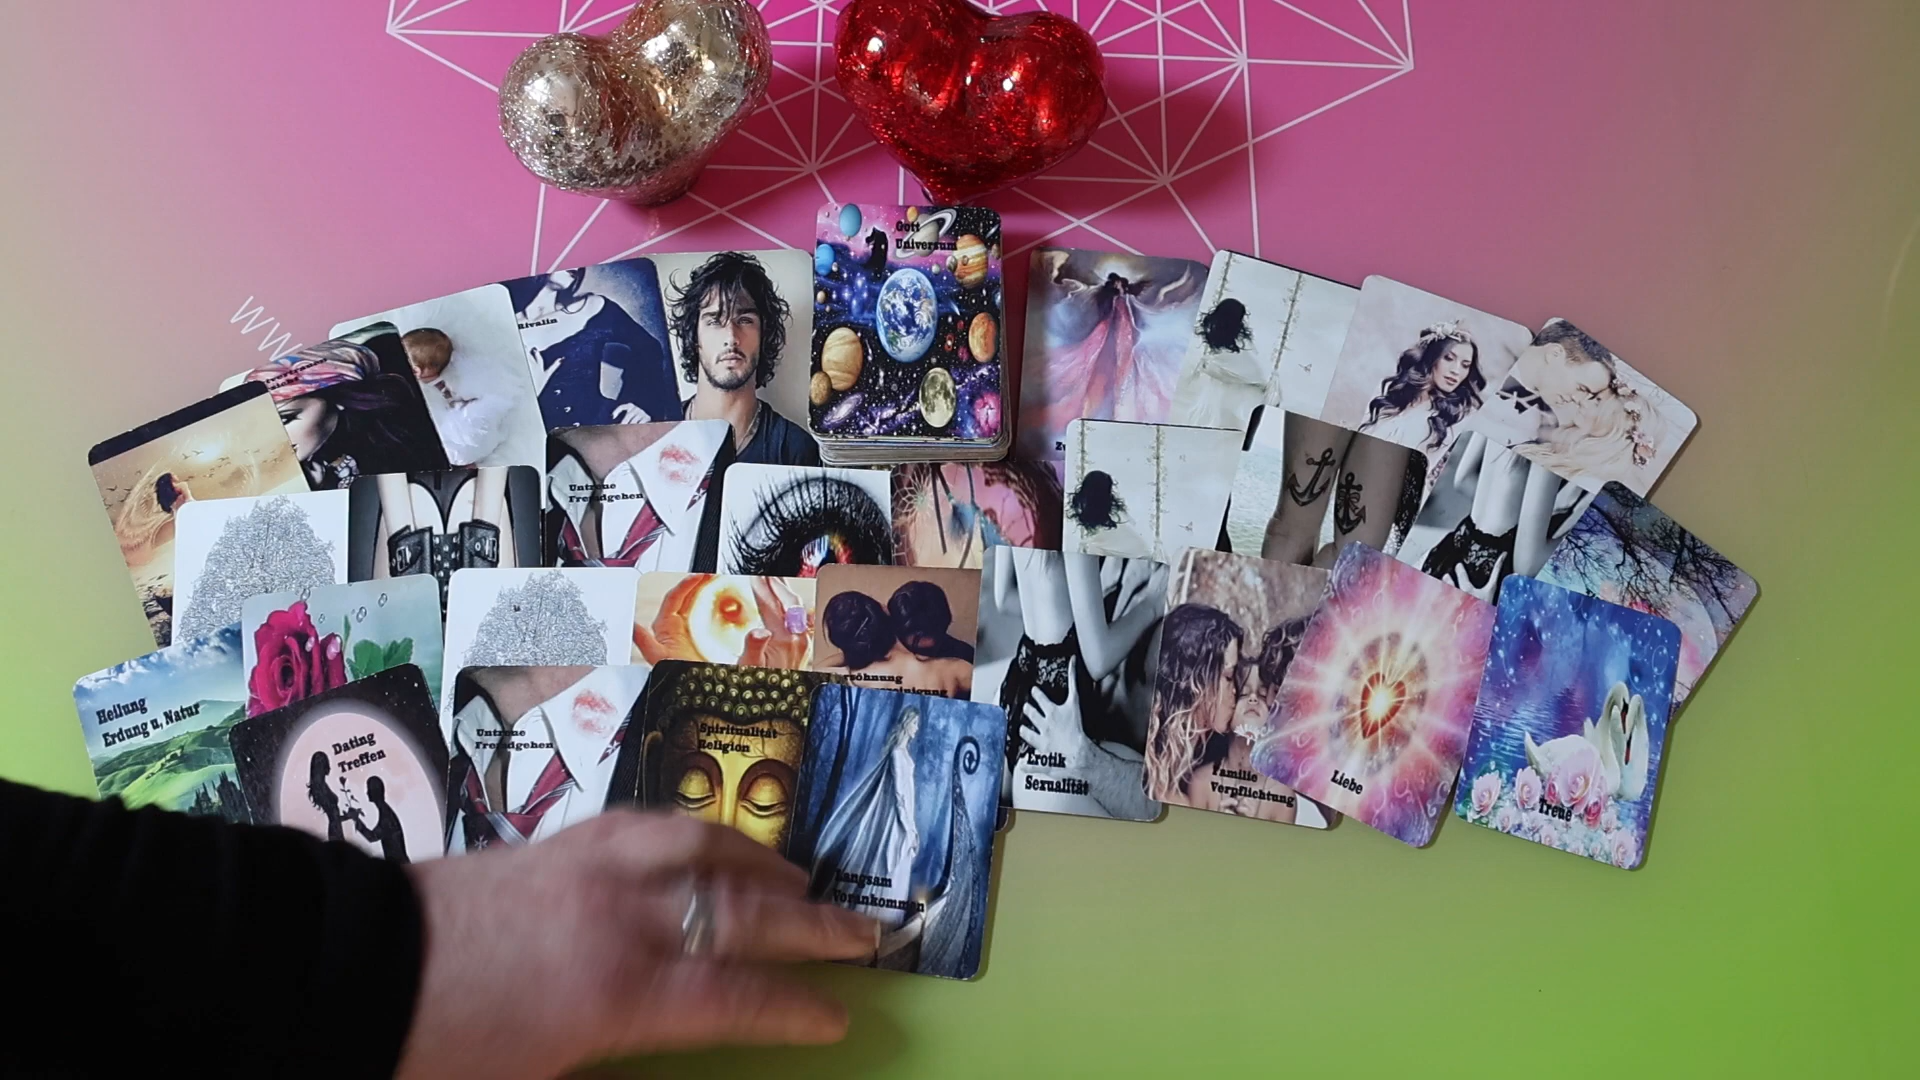 Gott
Universum
Rivalin
Untreue
Fremdgehen
Heilung
Erdung u, Natur
Dating
Treffen
Untreue
Fremdgehen
Spiritualität
Religion
Langsam
Vorankommen
Erotik
Sexualität
Familie
Verpflichtung
Liebe
Treue